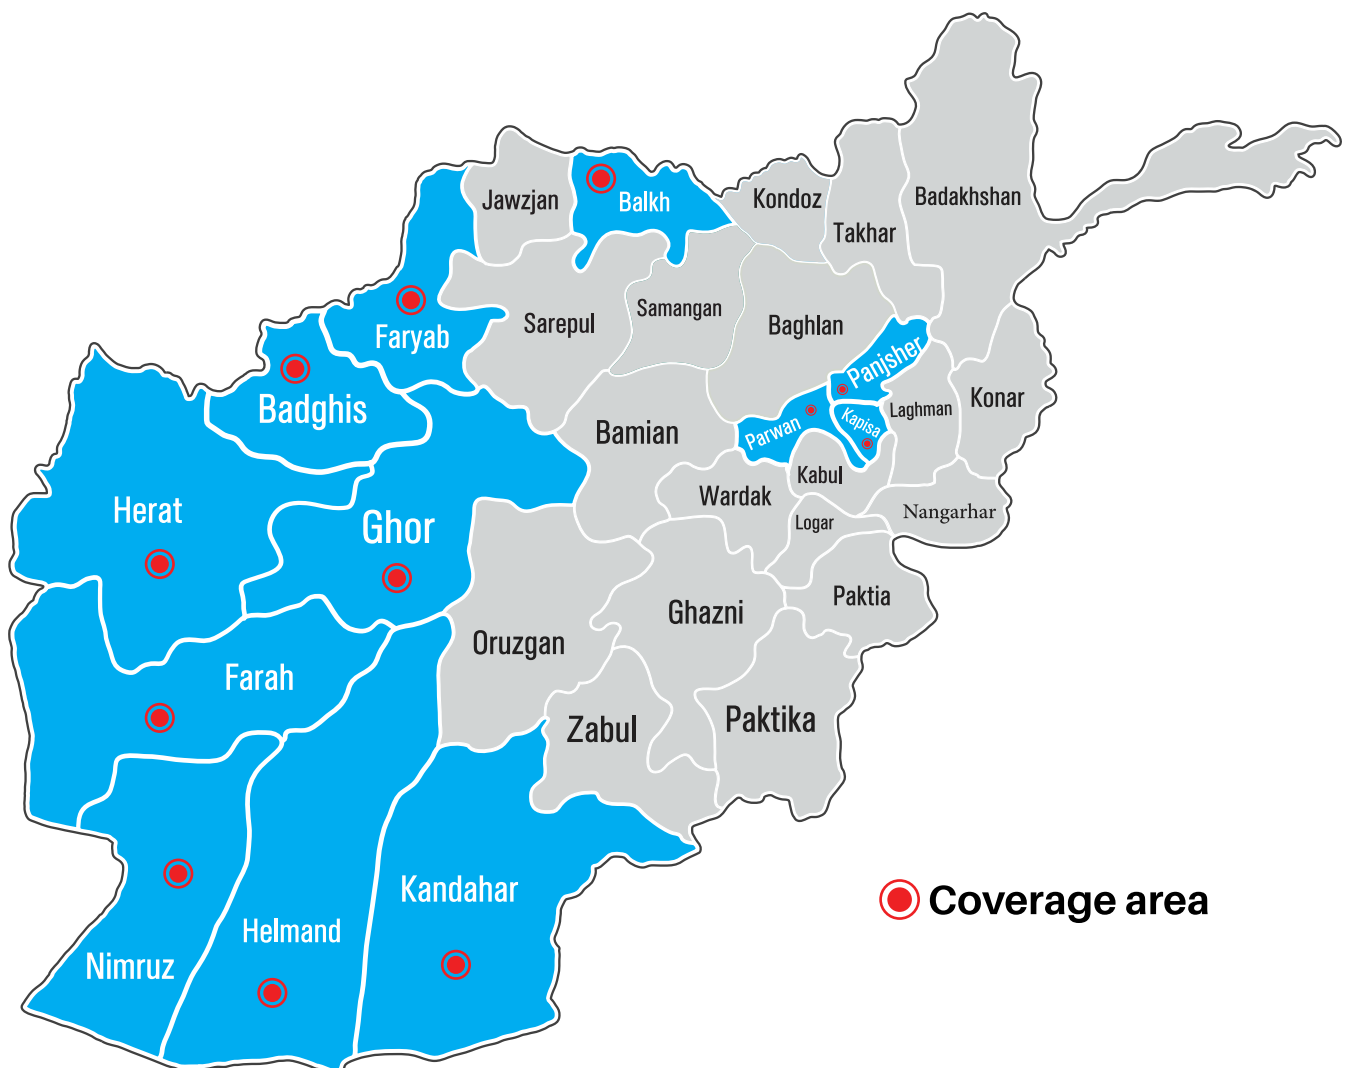 Jawzjan
Balkh
Kondoz
Takhar
Badakhshan
Faryab
Sarepul
Samangan
Baghlan
Panjsher
Badghis
Parwan
Kapisa
Laghman
Konar
Bamian
Herat
Ghor
Wardak
Kabul
Logar
Nangarhar
Oruzgan
Ghazni
Paktia
Farah
Zabul
Paktika
Kandahar
Coverage area
Helmand
Nimruz